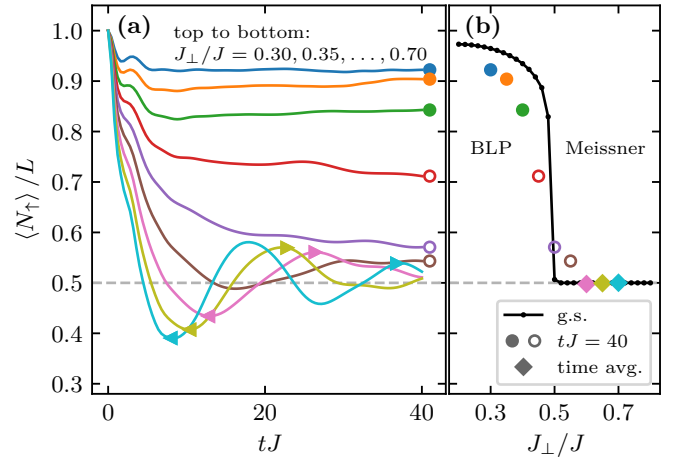 (a)
top to bottom:
J⊥/J = 0.30, 0.35, ..., 0.70
⟨N↑⟩/L
1.0
0.9
0.8
0.7
0.6
0.5
0.4
0.3
0
20
40
tJ
(b)
BLP
Meissner
g.s.
tJ = 40
time avg.
0.3
0.5
0.7
J⊥/J